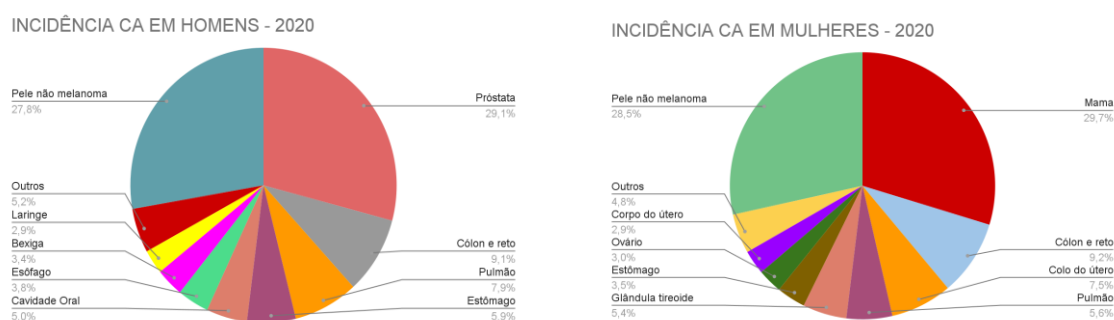 INCIDÊNCIA CA EM HOMENS - 2020
Pele não melanoma
27,8%
Outros
5,2%
Laringe
2,9%
Bexiga
3,4%
Esófago
3,8%
Cavidade Oral
5,0%
Próstata
29,1%
Cólon e reto
9,1%
Pulmão
7,9%
Estômago
5,9%
INCIDÊNCIA CA EM MULHERES - 2020
Pele não melanoma
28,5%
Outros
4,8%
Corpo do útero
2,9%
Ovário
3,0%
Estômago
3,5%
Glândula tireoide
5,4%
Mama
29,7%
Cólon e reto
9,2%
Colo do útero
7,5%
Pulmão
5,6%